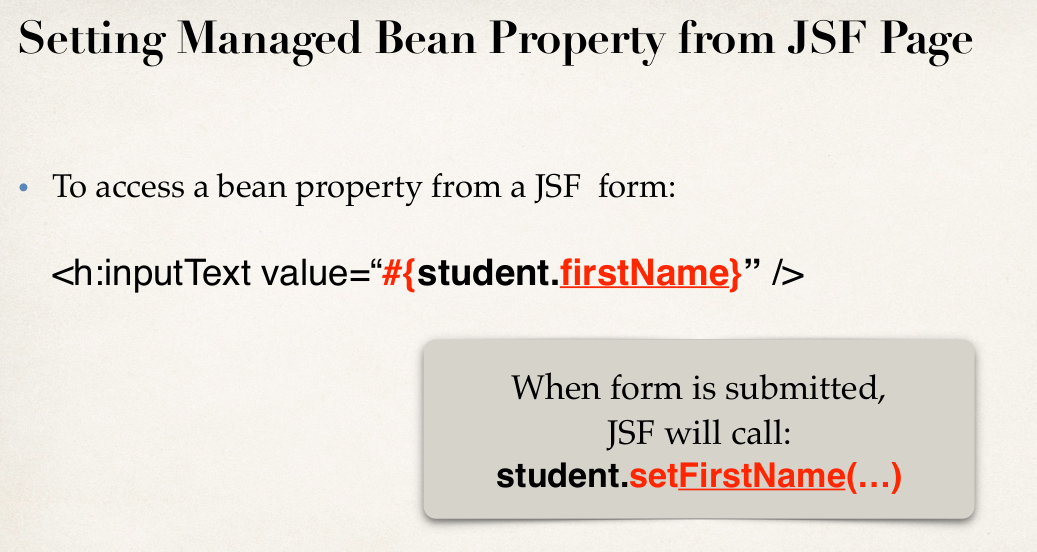 Setting Managed Bean Property from JSF Page
• To access a bean property from a JSF form:
<h:inputText value=“#{student.firstName}” />
When form is submitted,
JSF will call:
student.setFirstName(…)